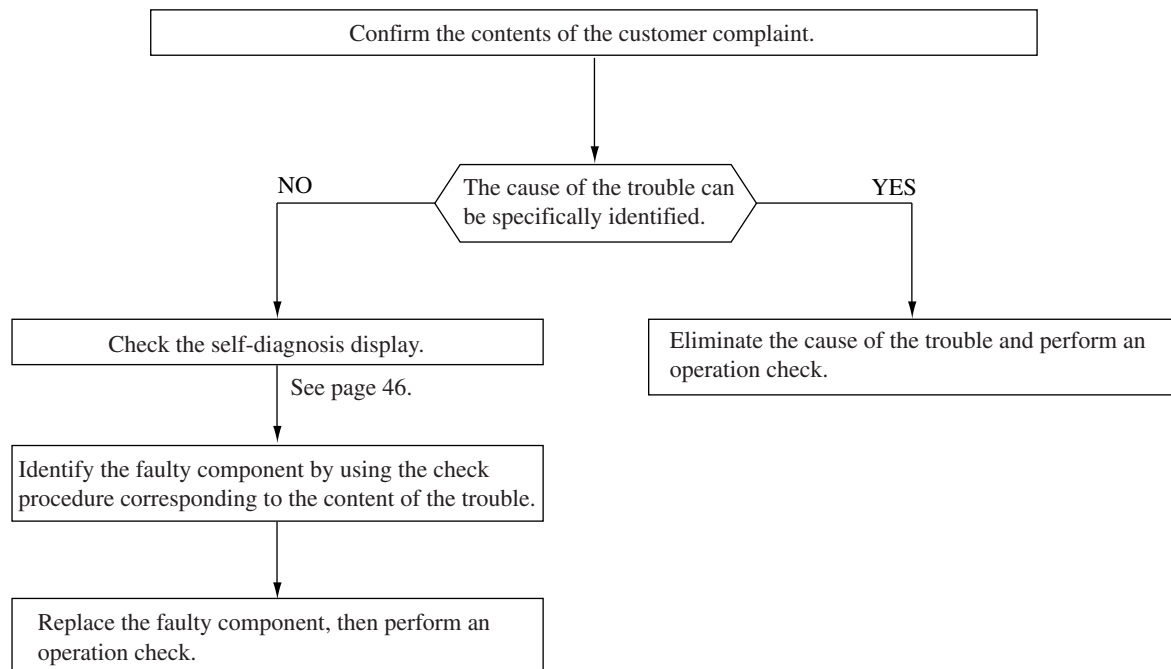 Confirm the contents of the customer complaint.
NO
The cause of the trouble can
be specifically identified.
YES
Check the self-diagnosis display.
See page 46.
Eliminate the cause of the trouble and perform an
operation check.
Identify the faulty component by using the check
procedure corresponding to the content of the trouble.
Replace the faulty component, then perform an
operation check.